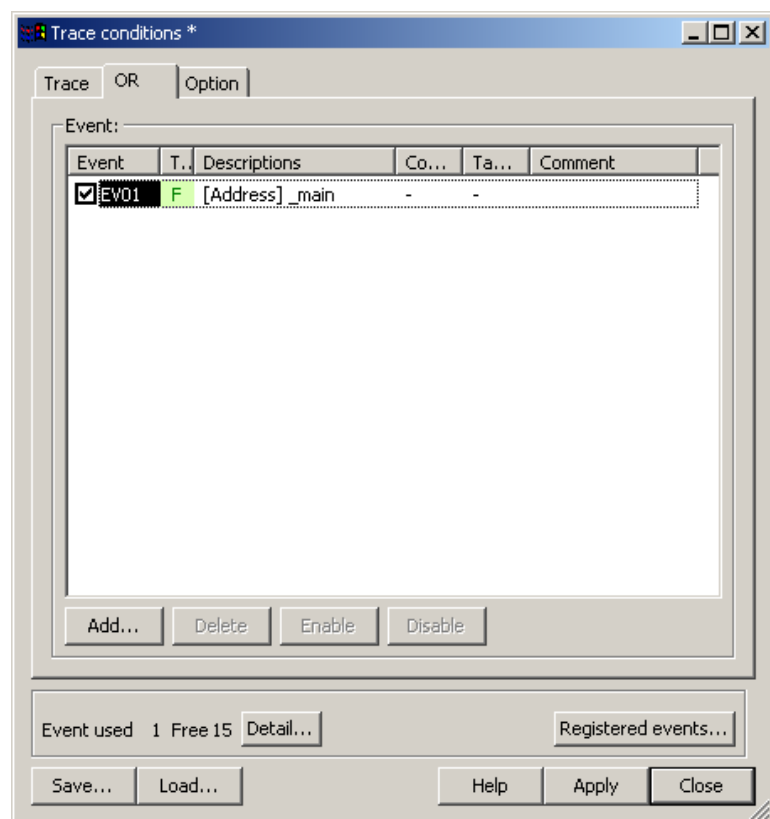 Trace conditions *
Trace OR Option
Event:
Event T.. Descriptions Co... Ta... Comment
EV01 F [Address] _main - -
Add... Delete Enable Disable
Event used 1 Free 15 Detail... Registered events...
Save... Load... Help Apply Close